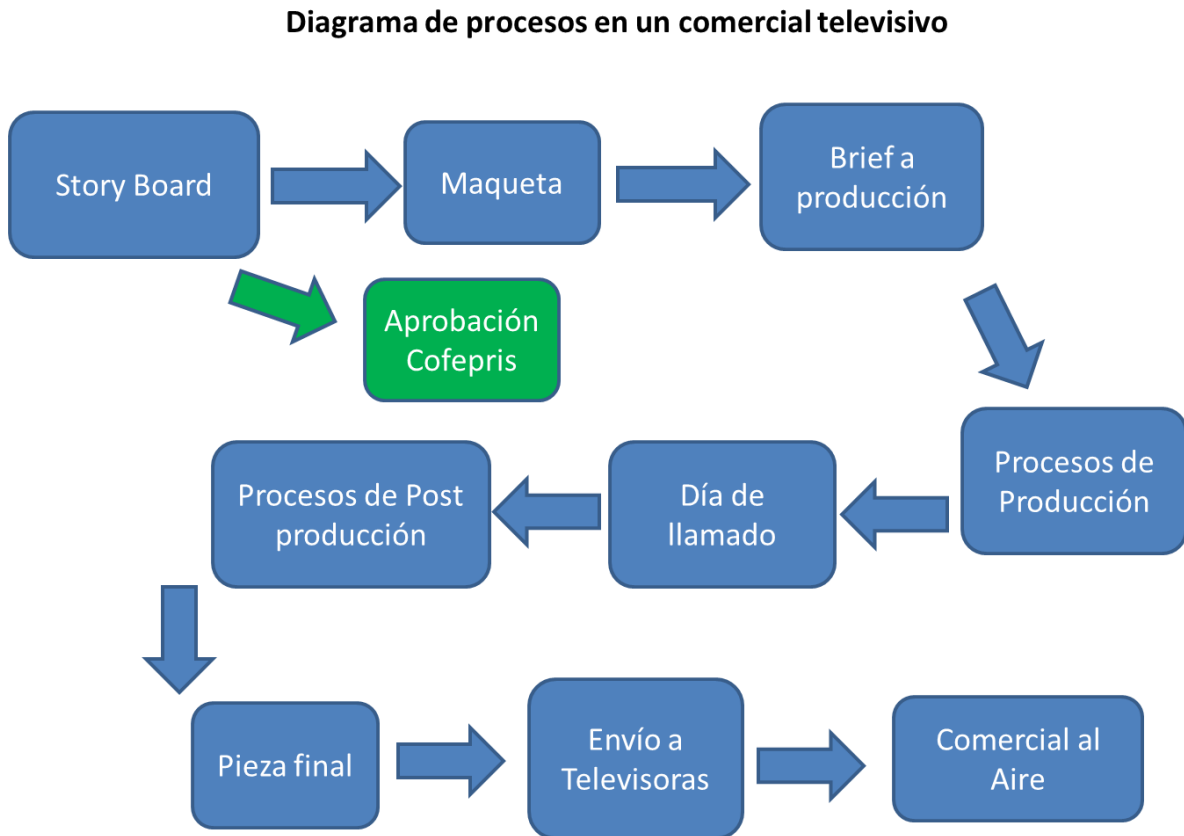 Diagrama de procesos en un comercial televisivo
Story Board
Maqueta
Brief a
producción
Aprobación
Cofepris
Procesos de
Producción
Día de
llamado
Procesos de Post
producción
Pieza final
Envío a
Televisoras
Comercial al
Aire